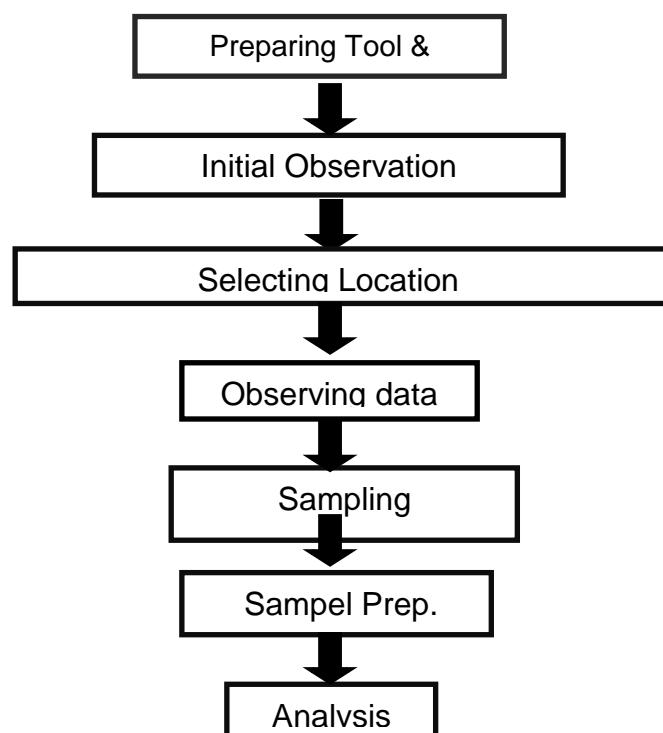 Preparing Tool &
Initial Observation
Selecting Location
Observing data
Sampling
Sampel Prep.
Analysis